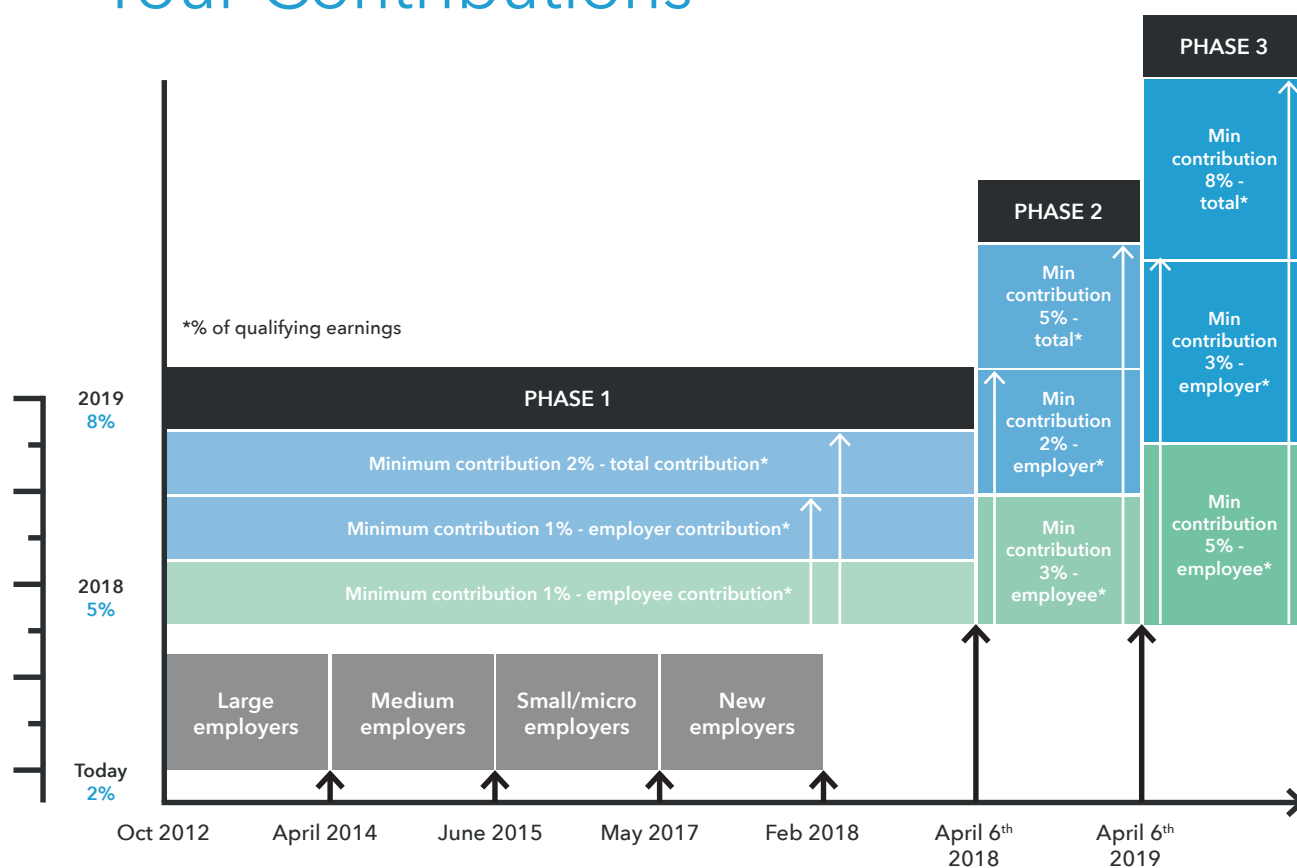 Your Contributions
PHASE 3
Min
contribution
8% -
total*
PHASE 2
Min
contribution
5% -
total*
Min
contribution
3% -
employer*
*% of qualifying earnings
PHASE 1
2019
8%
Min
contribution
2% -
employer*
Minimum contribution 2% - total contribution*
Minimum contribution 1% - employer contribution*
Min
contribution
3% -
employee*
Min
contribution
5% -
employee*
2018
5%
Minimum contribution 1% - employee contribution*
Large
employers
Medium
employers
Small/micro
employers
New
employers
Today
2%
Oct 2012
April 2014
June 2015
May 2017
Feb 2018
April 6th
2018
April 6th
2019